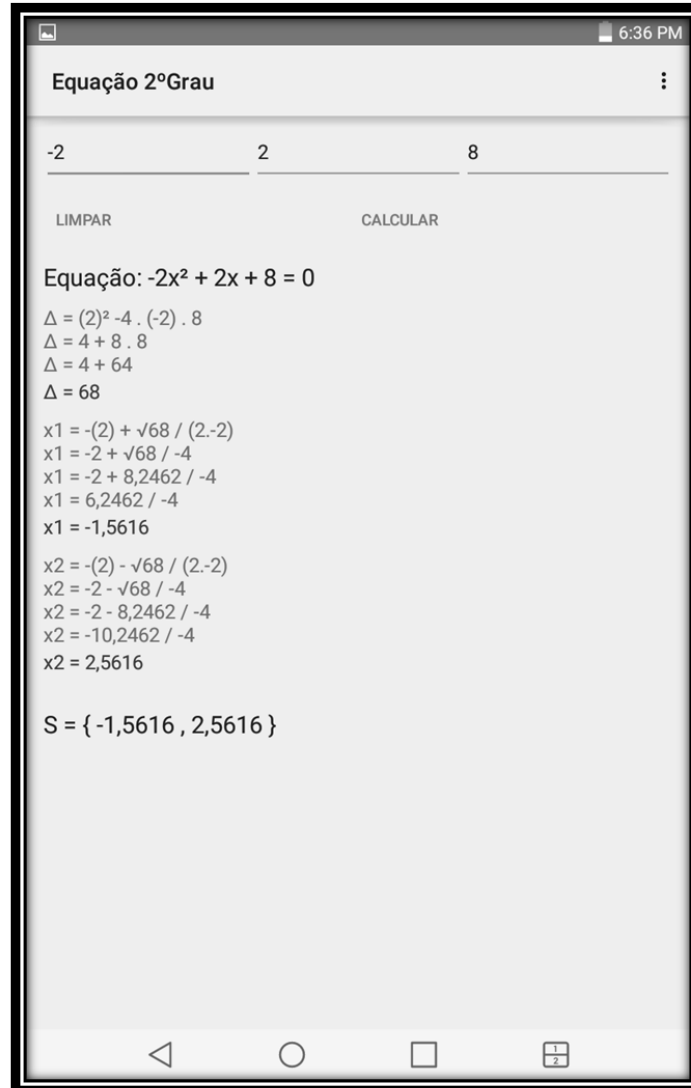 6:36 PM
Equação 2ºGrau
-2 2 8
LIMPAR CALCULAR
Equação: -2x² + 2x + 8 = 0
Δ = (2)² -4 . (-2) . 8
Δ = 4 + 8 . 8
Δ = 4 + 64
Δ = 68
x1 = -(2) + √68 / (2.-2)
x1 = -2 + √68 / -4
x1 = -2 + 8,2462 / -4
x1 = 6,2462 / -4
x1 = -1,5616
x2 = -(2) - √68 / (2.-2)
x2 = -2 - √68 / -4
x2 = -2 - 8,2462 / -4
x2 = -10,2462 / -4
x2 = 2,5616
S = { -1,5616 , 2,5616 }
1
2